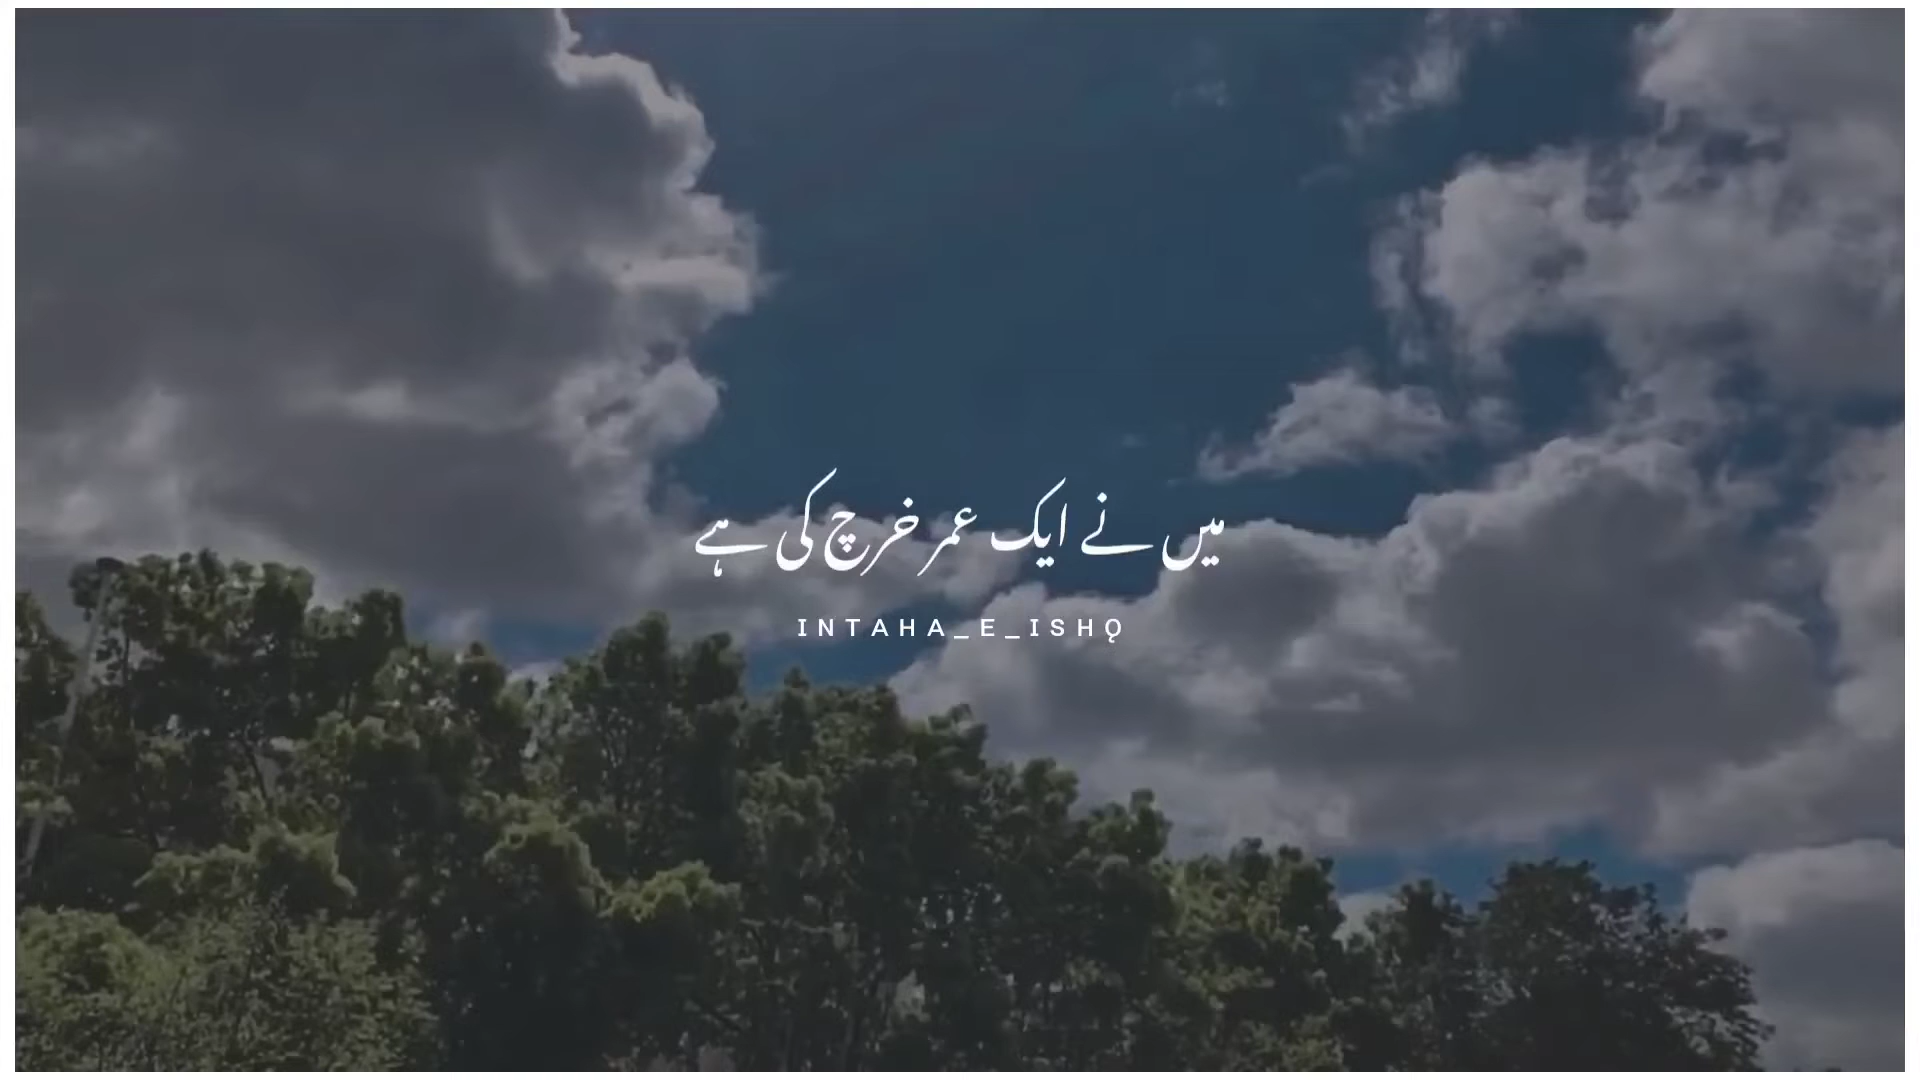 میں نے ایک عمر خرچ کی ہے
INTAHA_E_ISHQ